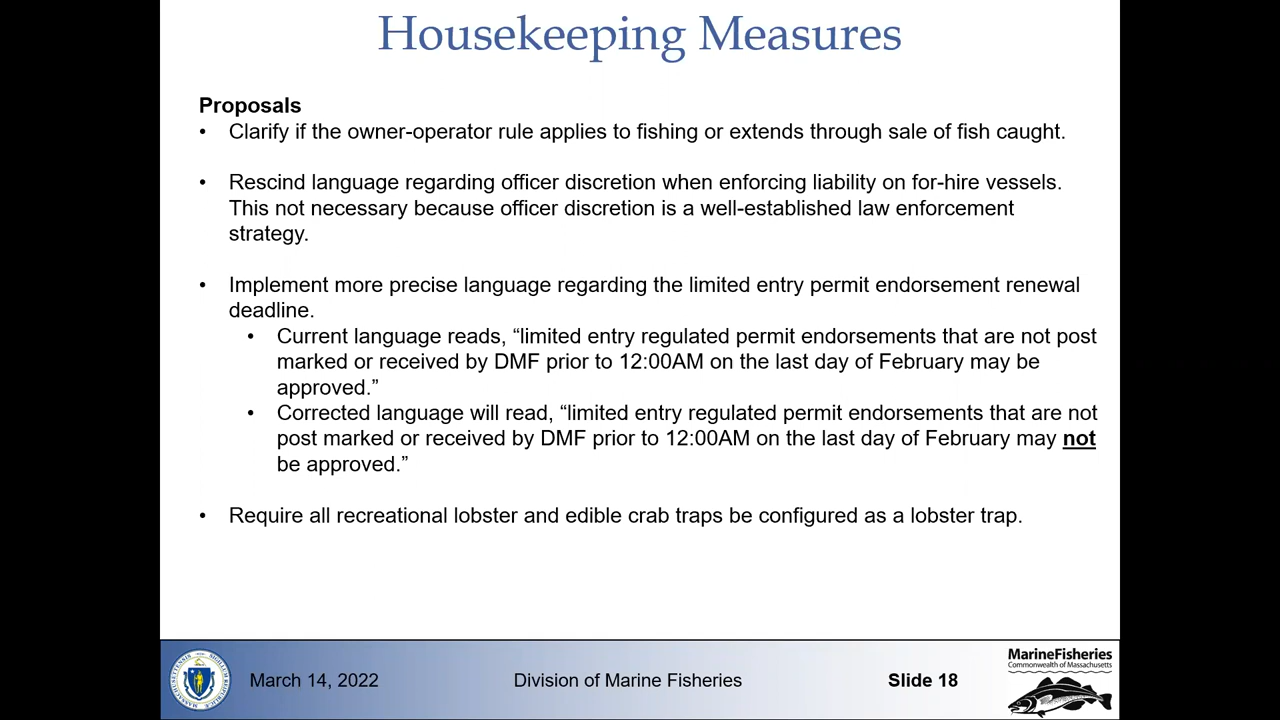 Housekeeping Measures
Proposals
• Clarify if the owner-operator rule applies to fishing or extends through sale of fish caught.
• Rescind language regarding officer discretion when enforcing liability on for-hire vessels.
This not necessary because officer discretion is a well-established law enforcement
strategy.
• Implement more precise language regarding the limited entry permit endorsement renewal
deadline.
• Current language reads, “limited entry regulated permit endorsements that are not post
marked or received by DMF prior to 12:00AM on the last day of February may be
approved.”
• Corrected language will read, “limited entry regulated permit endorsements that are not
post marked or received by DMF prior to 12:00AM on the last day of February may not
be approved.”
• Require all recreational lobster and edible crab traps be configured as a lobster trap.
March 14, 2022
Division of Marine Fisheries
Slide 18
MarineFisheries
Commonwealth of Massachusetts